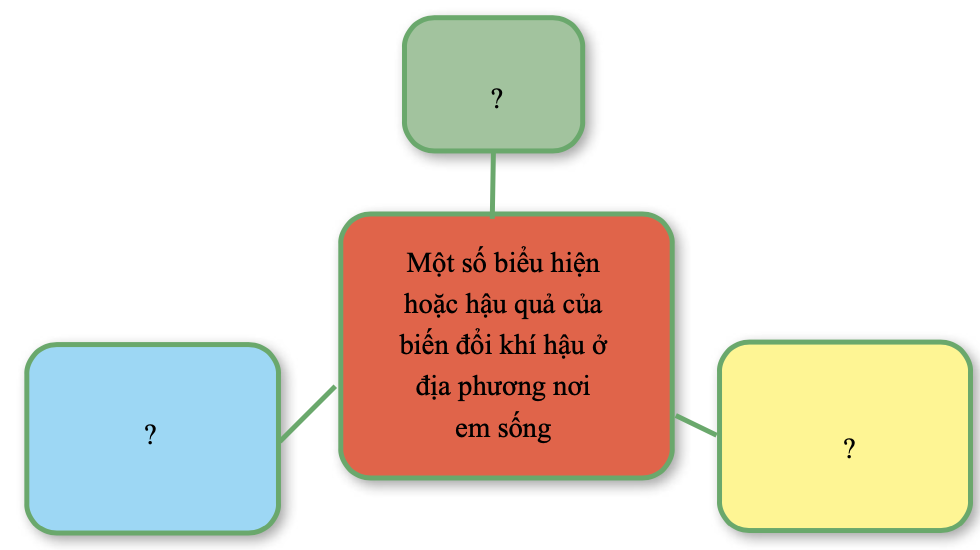 ?
Một số biểu hiện
hoặc hậu quả của
biến đổi khí hậu ở
địa phương nơi
em sống
?
?